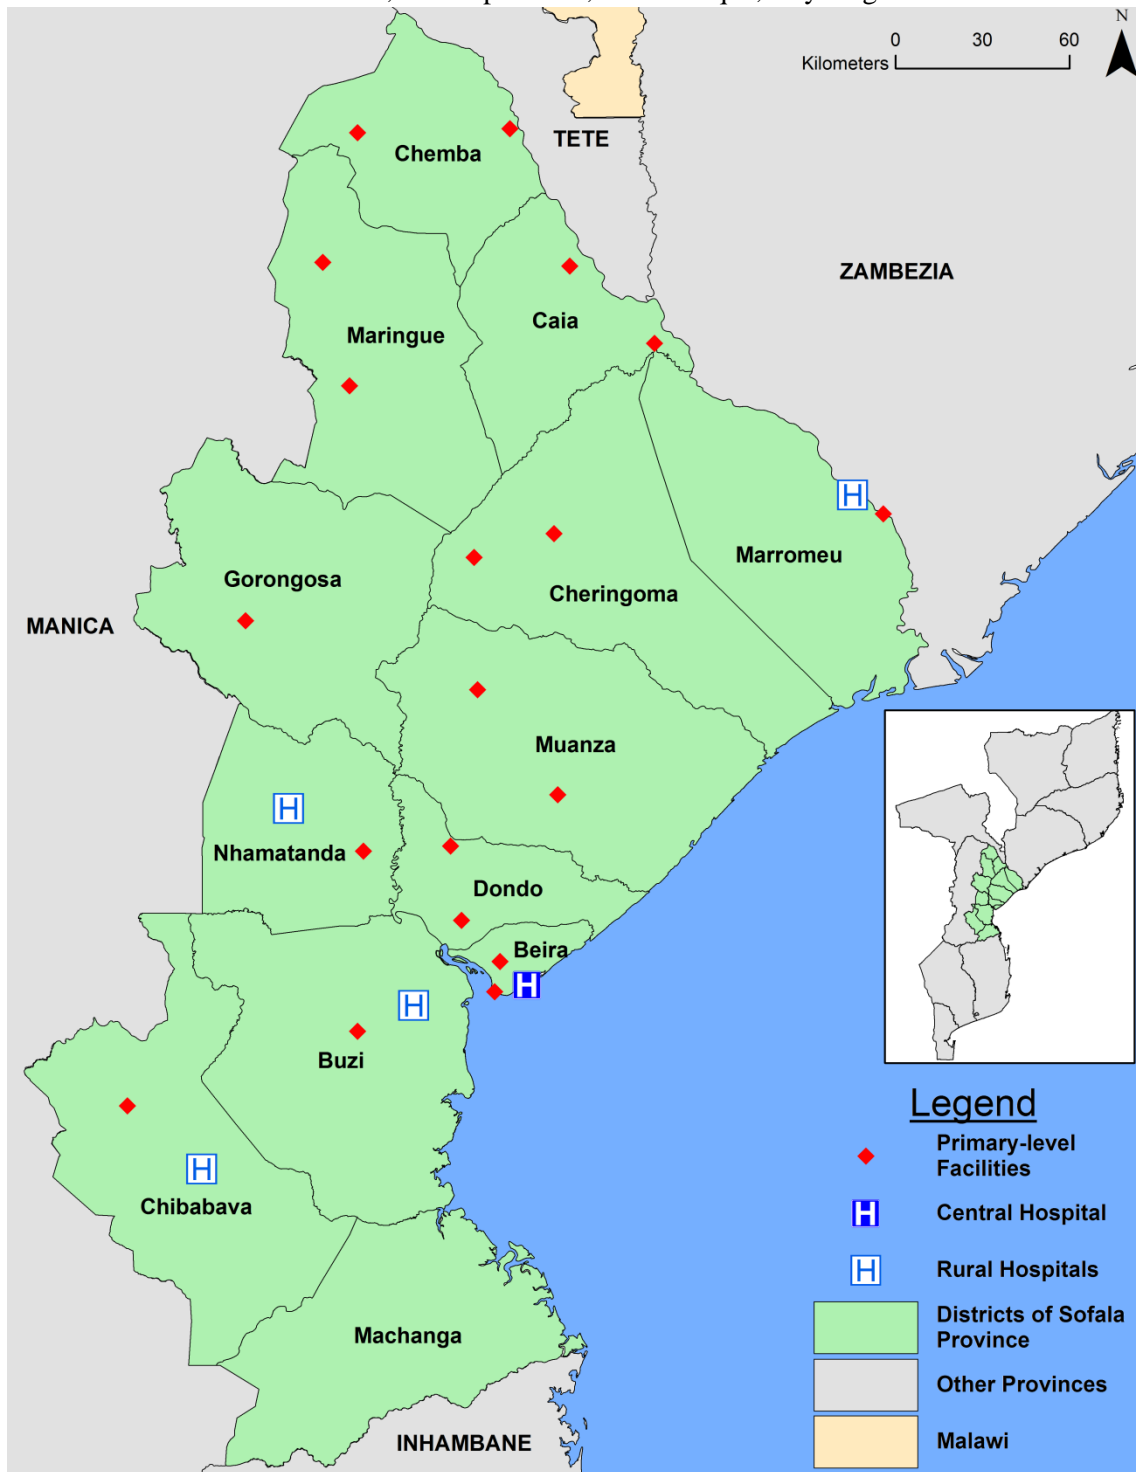 N
0 30 60
Kilometers
TETE
Chemba
ZAMBEZIA
Caia
Maringue
Marromeu
Gorongosa
Cheringoma
MANICA
Muanza
Nhamatanda
Dondo
Beira
H
H
H
H
H
Buzi
Chibabava
Machanga
INHAMBANE
Legend
Primary-level
Facilities
H Central Hospital
H Rural Hospitals
Districts of Sofala
Province
Other Provinces
Malawi